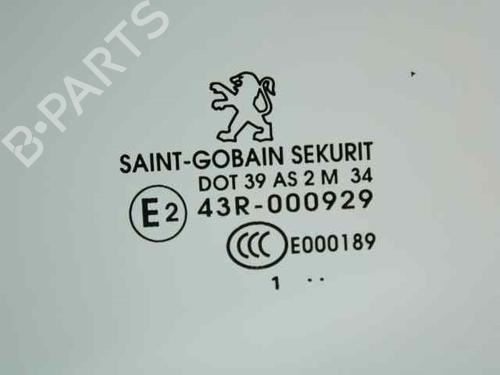 B-PARTS
SAINT-GOBAIN SEKURIT
DOT 39 AS 2 M 34
E2 43R-000929
CCC E000189
1 ..